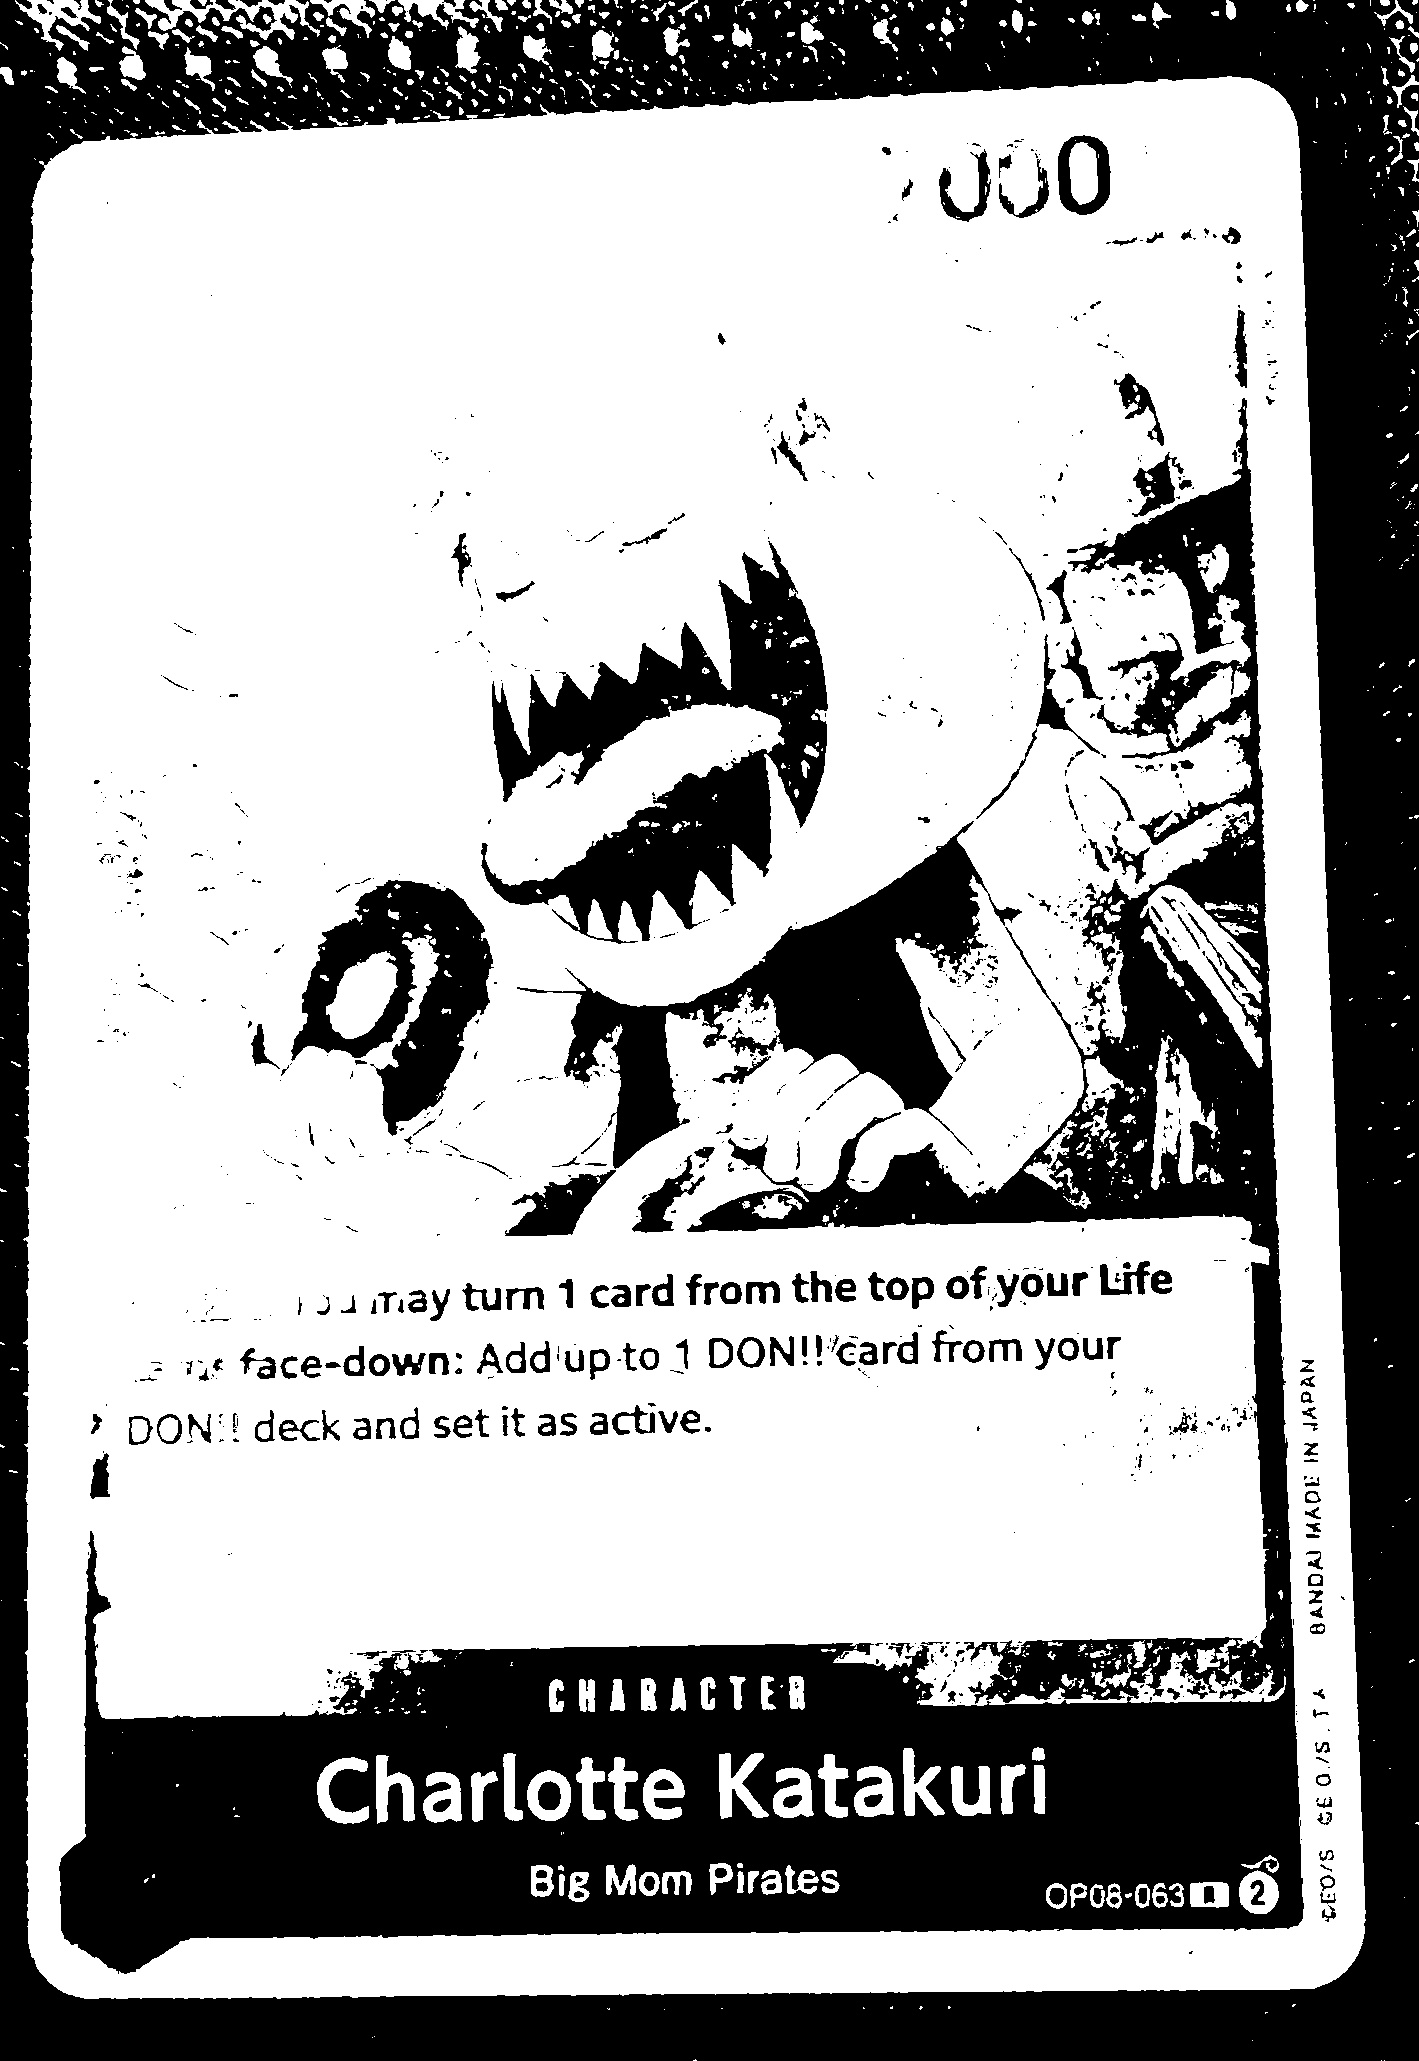 000
may turn 1 card from the top of your Life
face-down: Add up to 1 DON!! card from your
DON!! deck and set it as active.
CHARACTER
Charlotte Katakuri
Big Mom Pirates
OP08-063 R 2
BANDAI MADE IN JAPAN